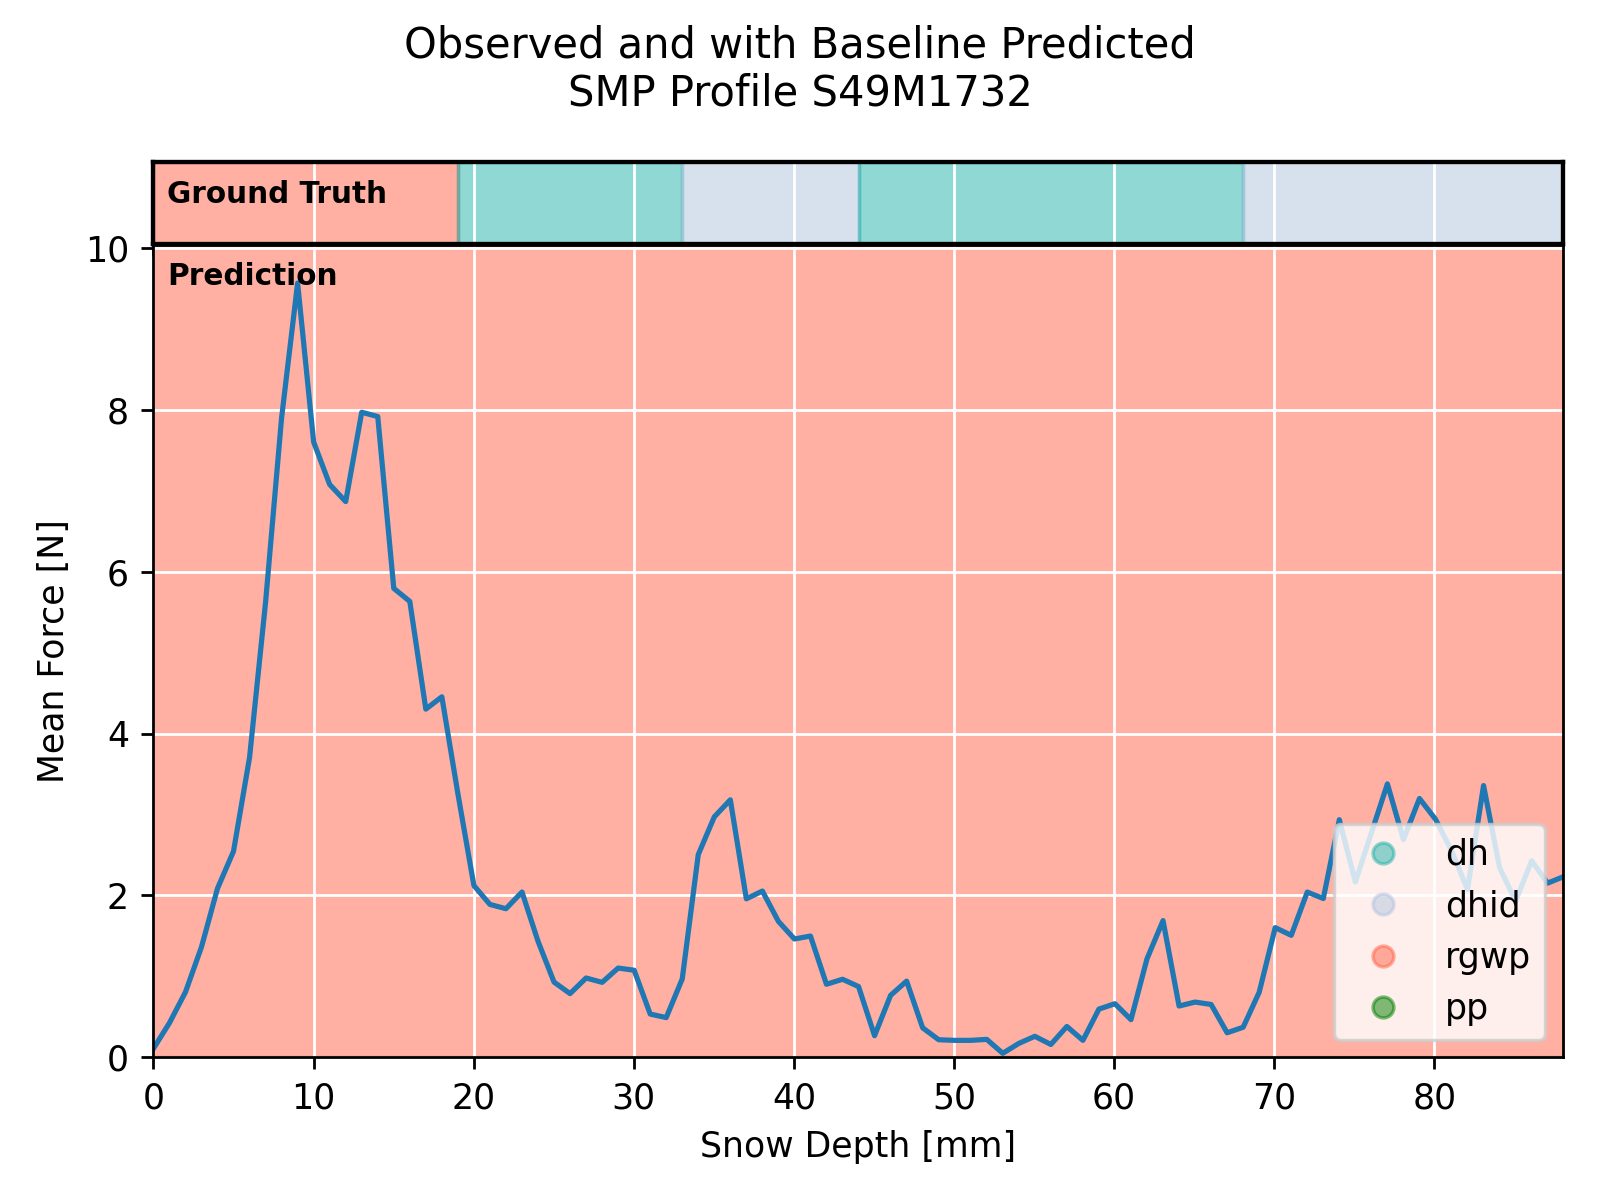 Observed and with Baseline Predicted
SMP Profile S49M1732
Ground Truth
Prediction
10
8
6
4
2
0
Mean Force [N]
dh
dhid
rgwp
pp
0 10 20 30 40 50 60 70 80
Snow Depth [mm]